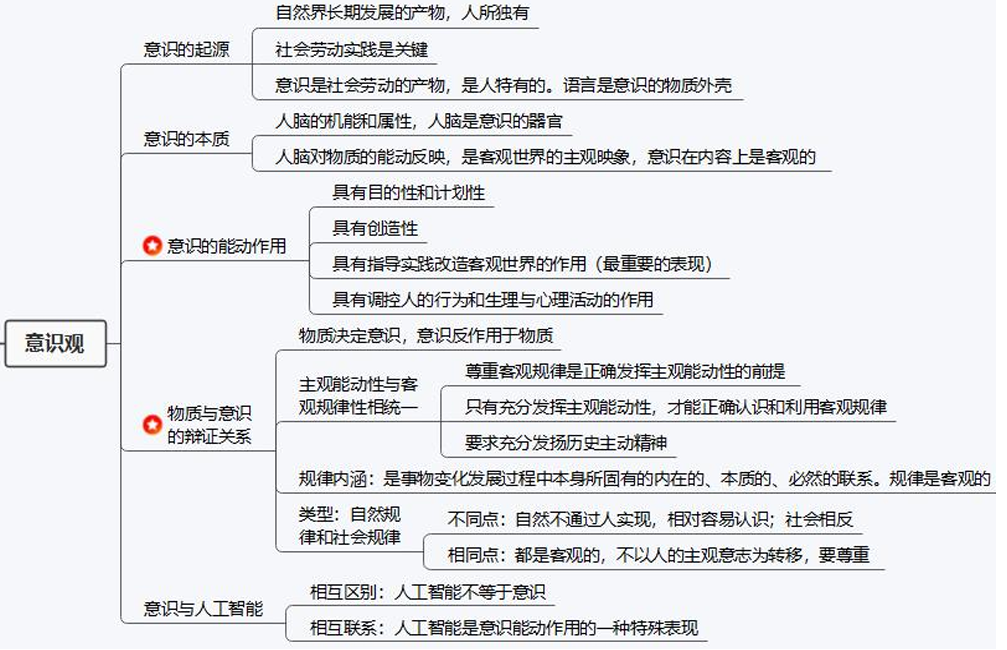 意识观
意识的起源
自然界长期发展的产物，人所独有
社会劳动实践是关键
意识是社会劳动的产物，是人特有的。语言是意识的物质外壳
意识的本质
人脑的机能和属性，人脑是意识的器官
人脑对物质的能动反映，是客观世界的主观映象，意识在内容上是客观的
意识的能动作用
具有目的性和计划性
具有创造性
具有指导实践改造客观世界的作用（最重要的表现）
具有调控人的行为和生理与心理活动的作用
物质与意识
的辩证关系
物质决定意识，意识反作用于物质
主观能动性与客
观规律性相统一
尊重客观规律是正确发挥主观能动性的前提
只有充分发挥主观能动性，才能正确认识和利用客观规律
要求充分发扬历史主动精神
规律内涵：是事物变化发展过程中本身所固有的内在的、本质的、必然的联系。规律是客观的
类型：自然规
律和社会规律
不同点：自然不通过人实现，相对容易认识；社会相反
相同点：都是客观的，不以人的主观意志为转移，要尊重
意识与人工智能
相互区别：人工智能不等于意识
相互联系：人工智能是意识能动作用的一种特殊表现